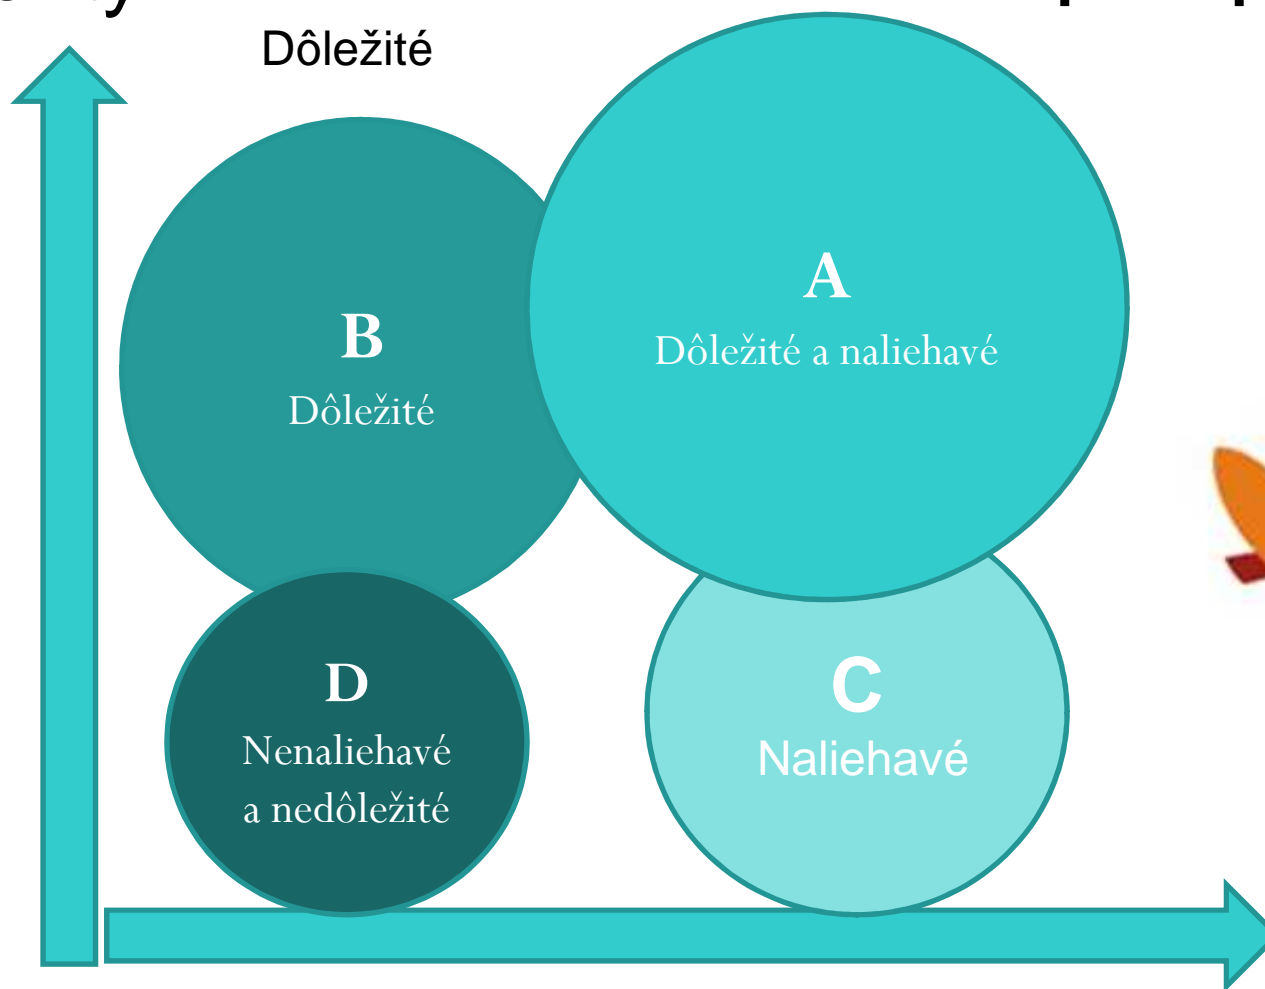 Dôležité
A
Dôležité a naliehavé
B
Dôležité
D
Nenaliehavé
a nedôležité
C
Naliehavé